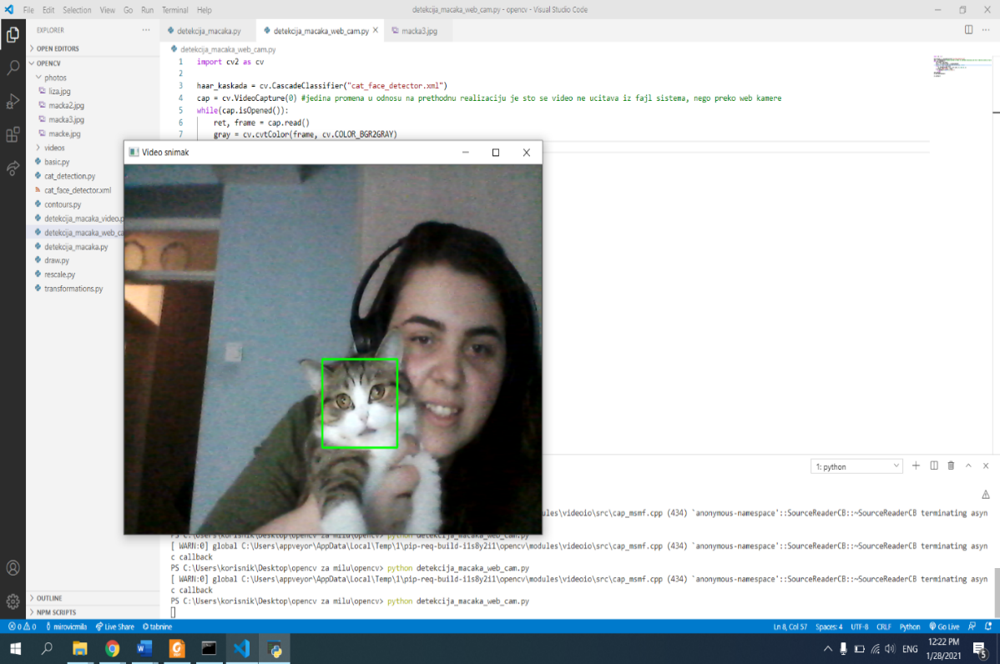 File Edit Selection View Go Run Terminal Help
detekcija_macaka_web_cam.py - opencv - Visual Studio Code
EXPLORER
detekcija_macaka.py
detekcija_macaka_web_cam.py
macka3.jpg
OPEN EDITORS
OPENCV
photos
liza.jpg
macka2.jpg
macka3.jpg
macke.jpg
videos
basic.py
cat_detection.py
cat_face_detector.xml
contours.py
detekcija_macaka_video.p
detekcija_macaka_web_ca
detekcija_macaka.py
draw.py
rescale.py
transformations.py
detekcija_macaka_web_cam.py
1 import cv2 as cv
2
3 haar_kaskada = cv.CascadeClassifier("cat_face_detector.xml")
4 cap = cv.VideoCapture(0) #jedina promena u odnosu na prethodnu realizaciju je sto se video ne ucitava iz fajl sistema, nego preko web kamere
5 while(cap.isOpened()):
6 ret, frame = cap.read()
7 gray = cv.cvtColor(frame, cv.COLOR_BGR2GRAY)
Video snimak
1: python
ules\videoio\src\cap_msmf.cpp (434) `anonymous-namespace'::SourceReaderCB::~SourceReaderCB terminating asyn
PS C:\Users\korisnik\Desktop\opencv za milu\opencv> python detekcija_macaka_web_cam.py
[ WARN:0] global C:\Users\appveyor\AppData\Local\Temp\1\pip-req-build-i1s8y2i1\opencv\modules\videoio\src\cap_msmf.cpp (434) `anonymous-namespace'::SourceReaderCB::~SourceReaderCB terminating asyn
c callback
PS C:\Users\korisnik\Desktop\opencv za milu\opencv> python detekcija_macaka_web_cam.py
[ WARN:0] global C:\Users\appveyor\AppData\Local\Temp\1\pip-req-build-i1s8y2i1\opencv\modules\videoio\src\cap_msmf.cpp (434) `anonymous-namespace'::SourceReaderCB::~SourceReaderCB terminating asyn
c callback
PS C:\Users\korisnik\Desktop\opencv za milu\opencv> python detekcija_macaka_web_cam.py
OUTLINE
NPM SCRIPTS
0 0 mirovicmila Live Share tabnine
Ln 8, Col 57 Spaces: 4 UTF-8 CRLF Python Go Live
ENG
12:22 PM
1/28/2021
5